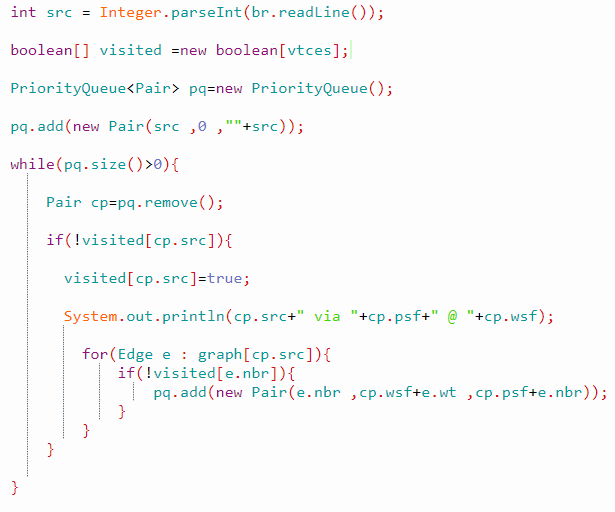 int src = Integer.parseInt(br.readLine());
boolean[] visited =new boolean[vtces];
PriorityQueue<Pair> pq=new PriorityQueue();
pq.add(new Pair(src ,0 ,""+src));
while(pq.size()>0){
Pair cp=pq.remove();
if(!visited[cp.src]){
visited[cp.src]=true;
System.out.println(cp.src+" via "+cp.psf+" @ "+cp.wsf);
for(Edge e : graph[cp.src]){
if(!visited[e.nbr]){
pq.add(new Pair(e.nbr ,cp.wsf+e.wt ,cp.psf+e.nbr));
}
}
}
}